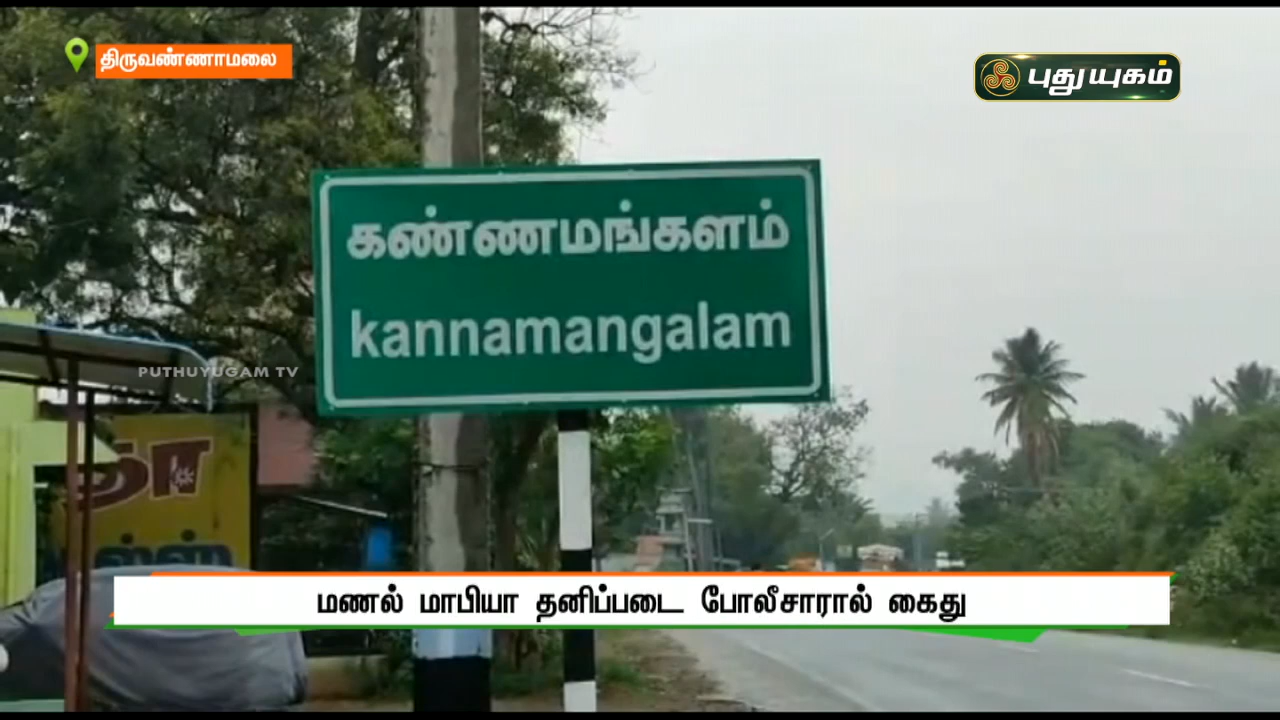 திருவண்ணாமலை
புதுயுகம்
கண்ணமங்களம்
kannamangalam
PUTHUYUGAM TV
தா
மணல் மாபியா தனிப்படை போலீசாரால் கைது